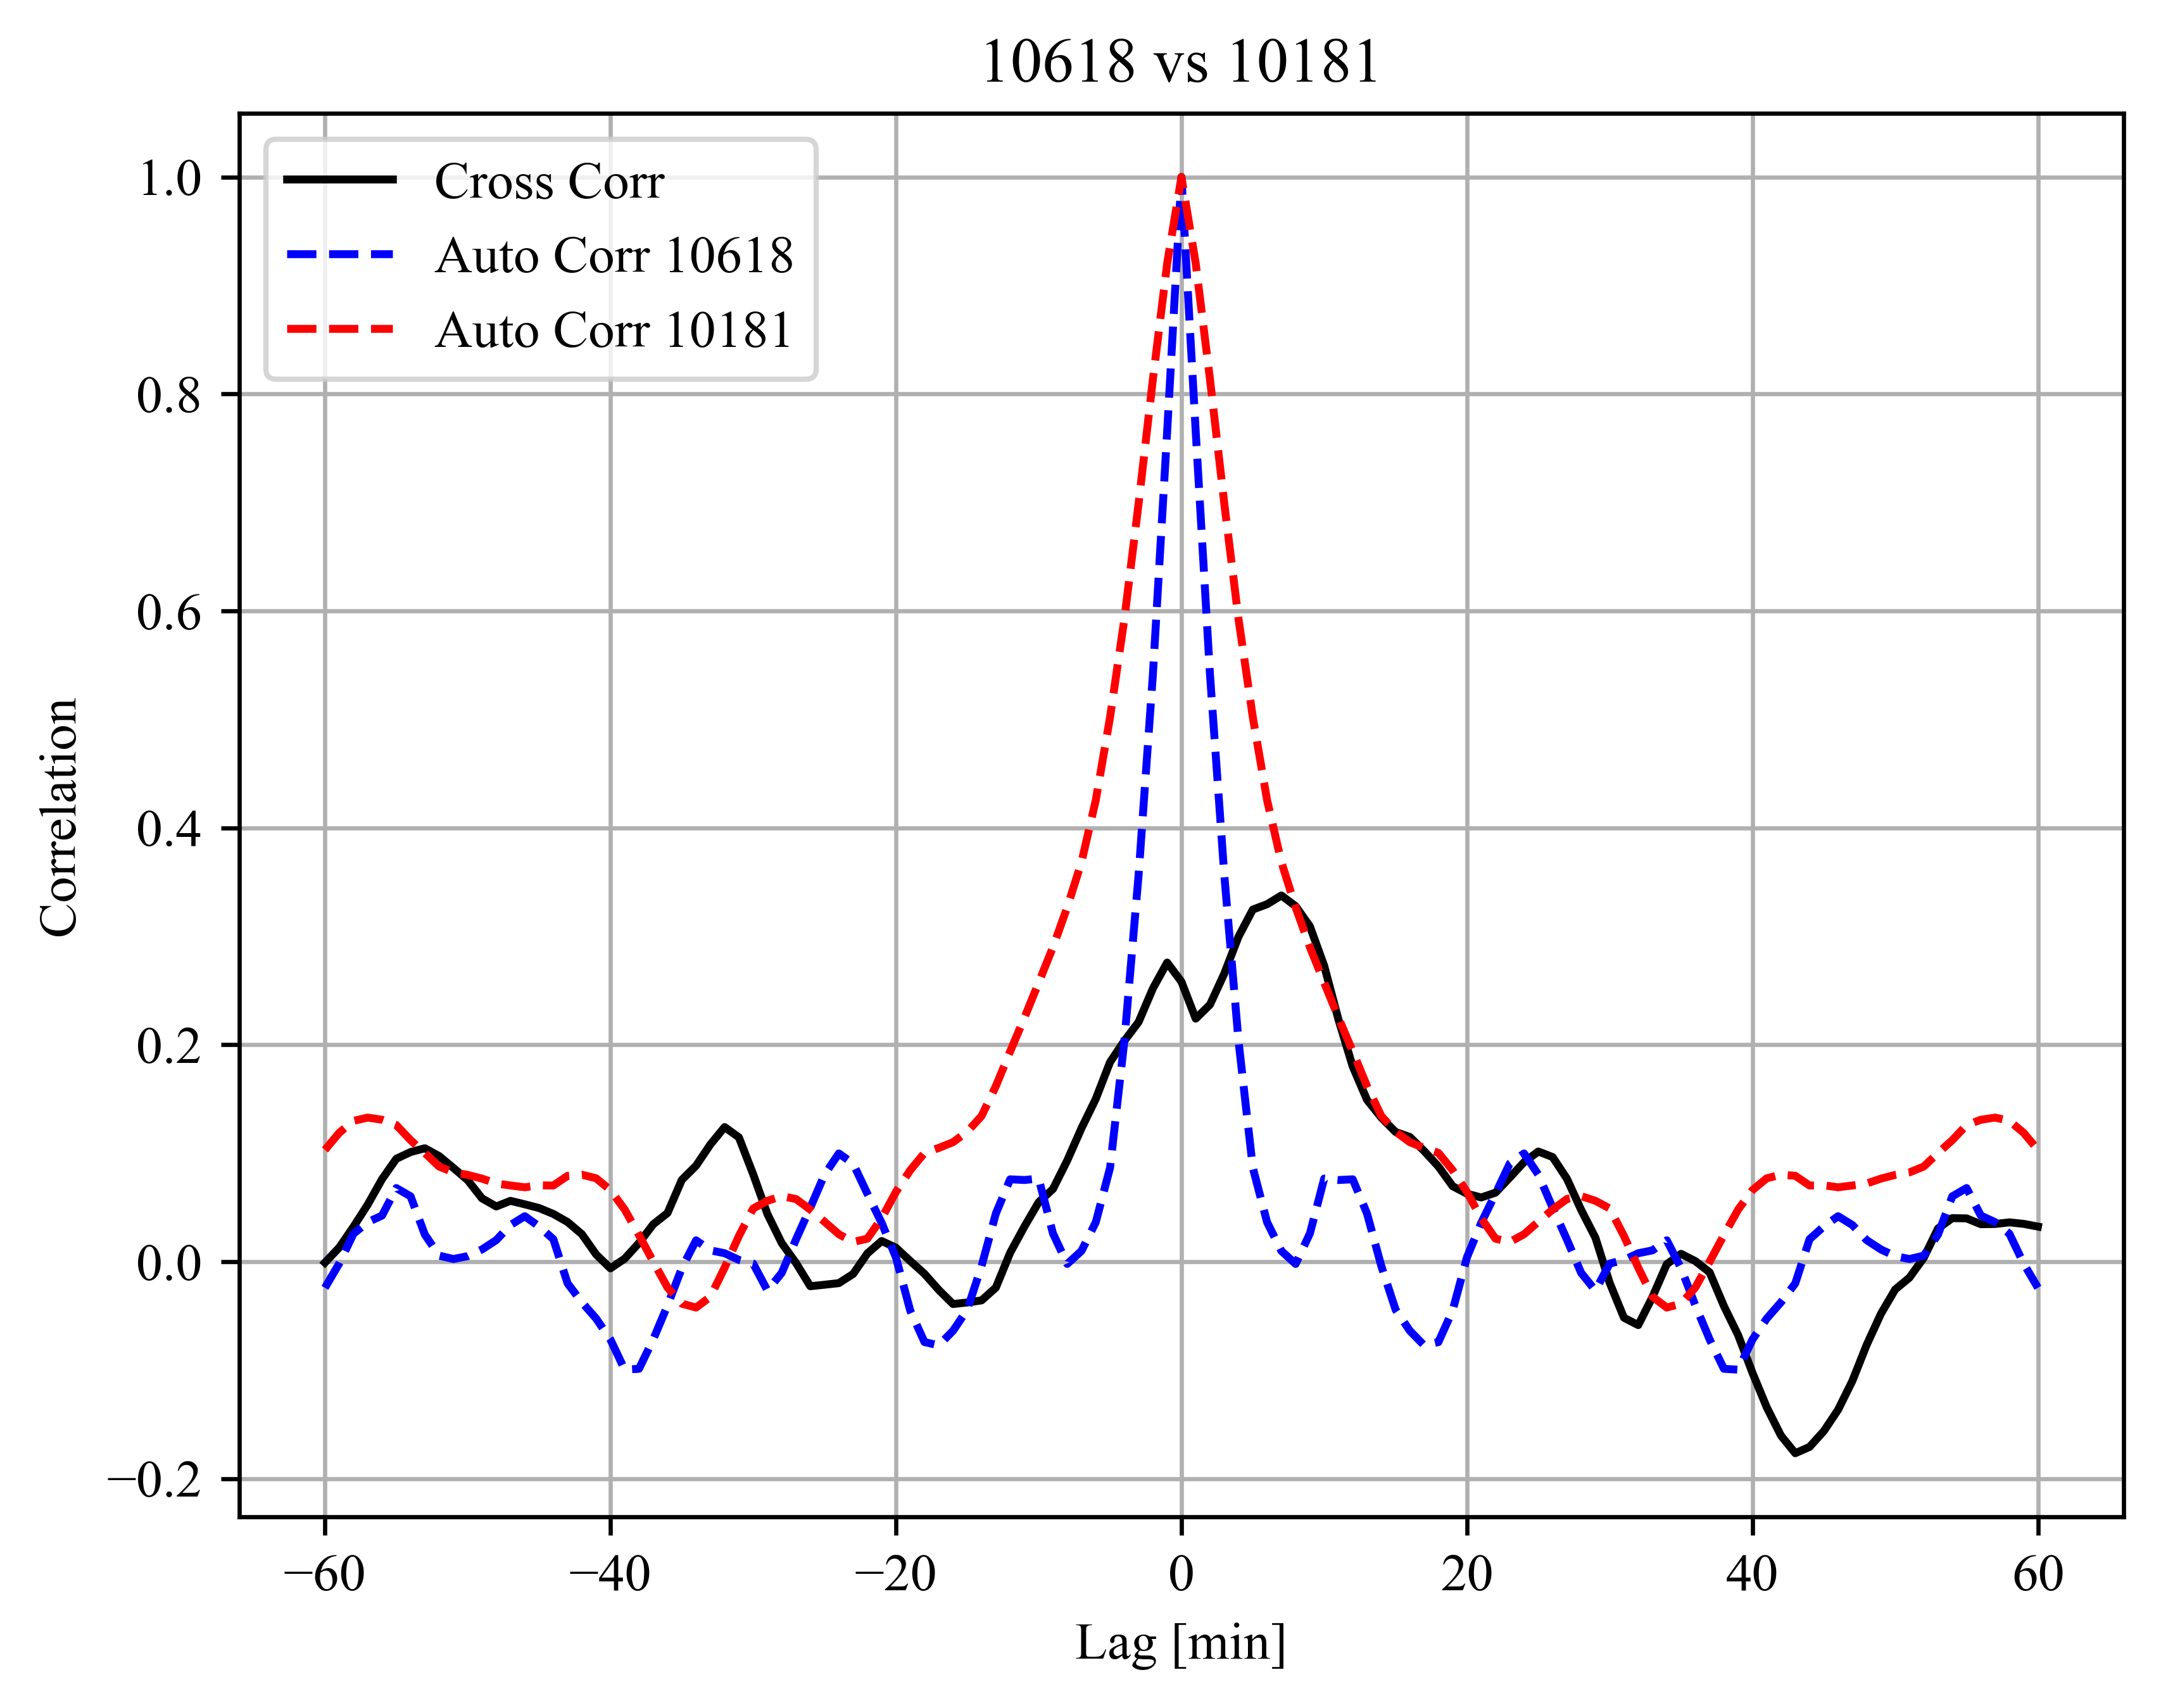 10618 vs 10181
Cross Corr
Auto Corr 10618
Auto Corr 10181
1.0
0.8
0.6
0.4
0.2
0.0
−0.2
Correlation
−60
−40
−20
0
20
40
60
Lag [min]